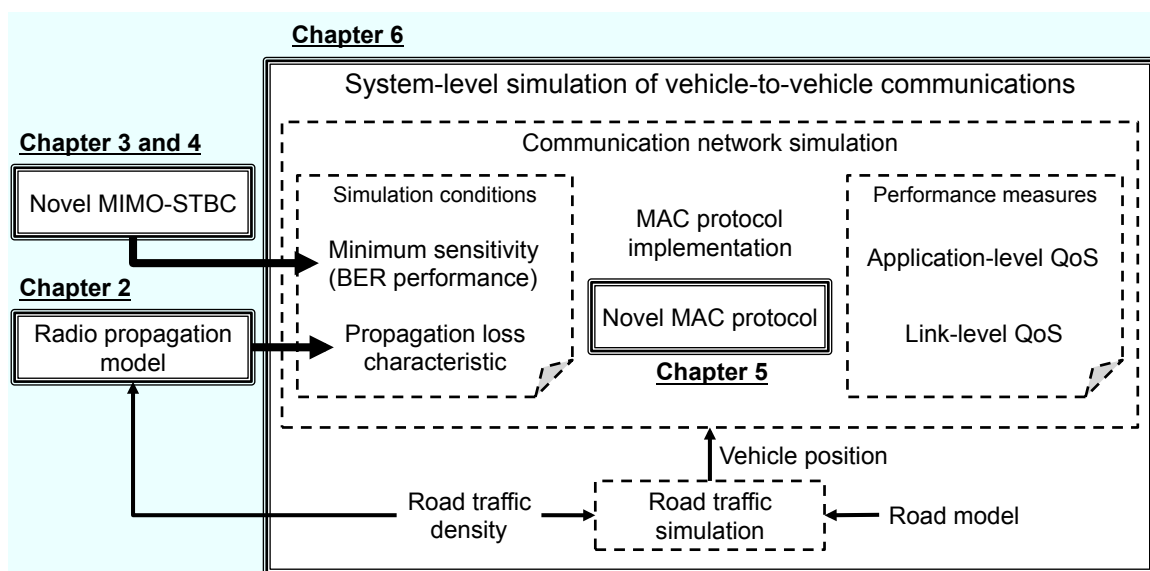 Chapter 6
System-level simulation of vehicle-to-vehicle communications
Communication network simulation
Chapter 3 and 4
Novel MIMO-STBC
Chapter 2
Radio propagation
model
Simulation conditions
Minimum sensitivity
(BER performance)
Propagation loss
characteristic
MAC protocol
implementation
Novel MAC protocol
Chapter 5
Performance measures
Application-level QoS
Link-level QoS
Vehicle position
Road traffic
density
Road traffic
simulation
Road model